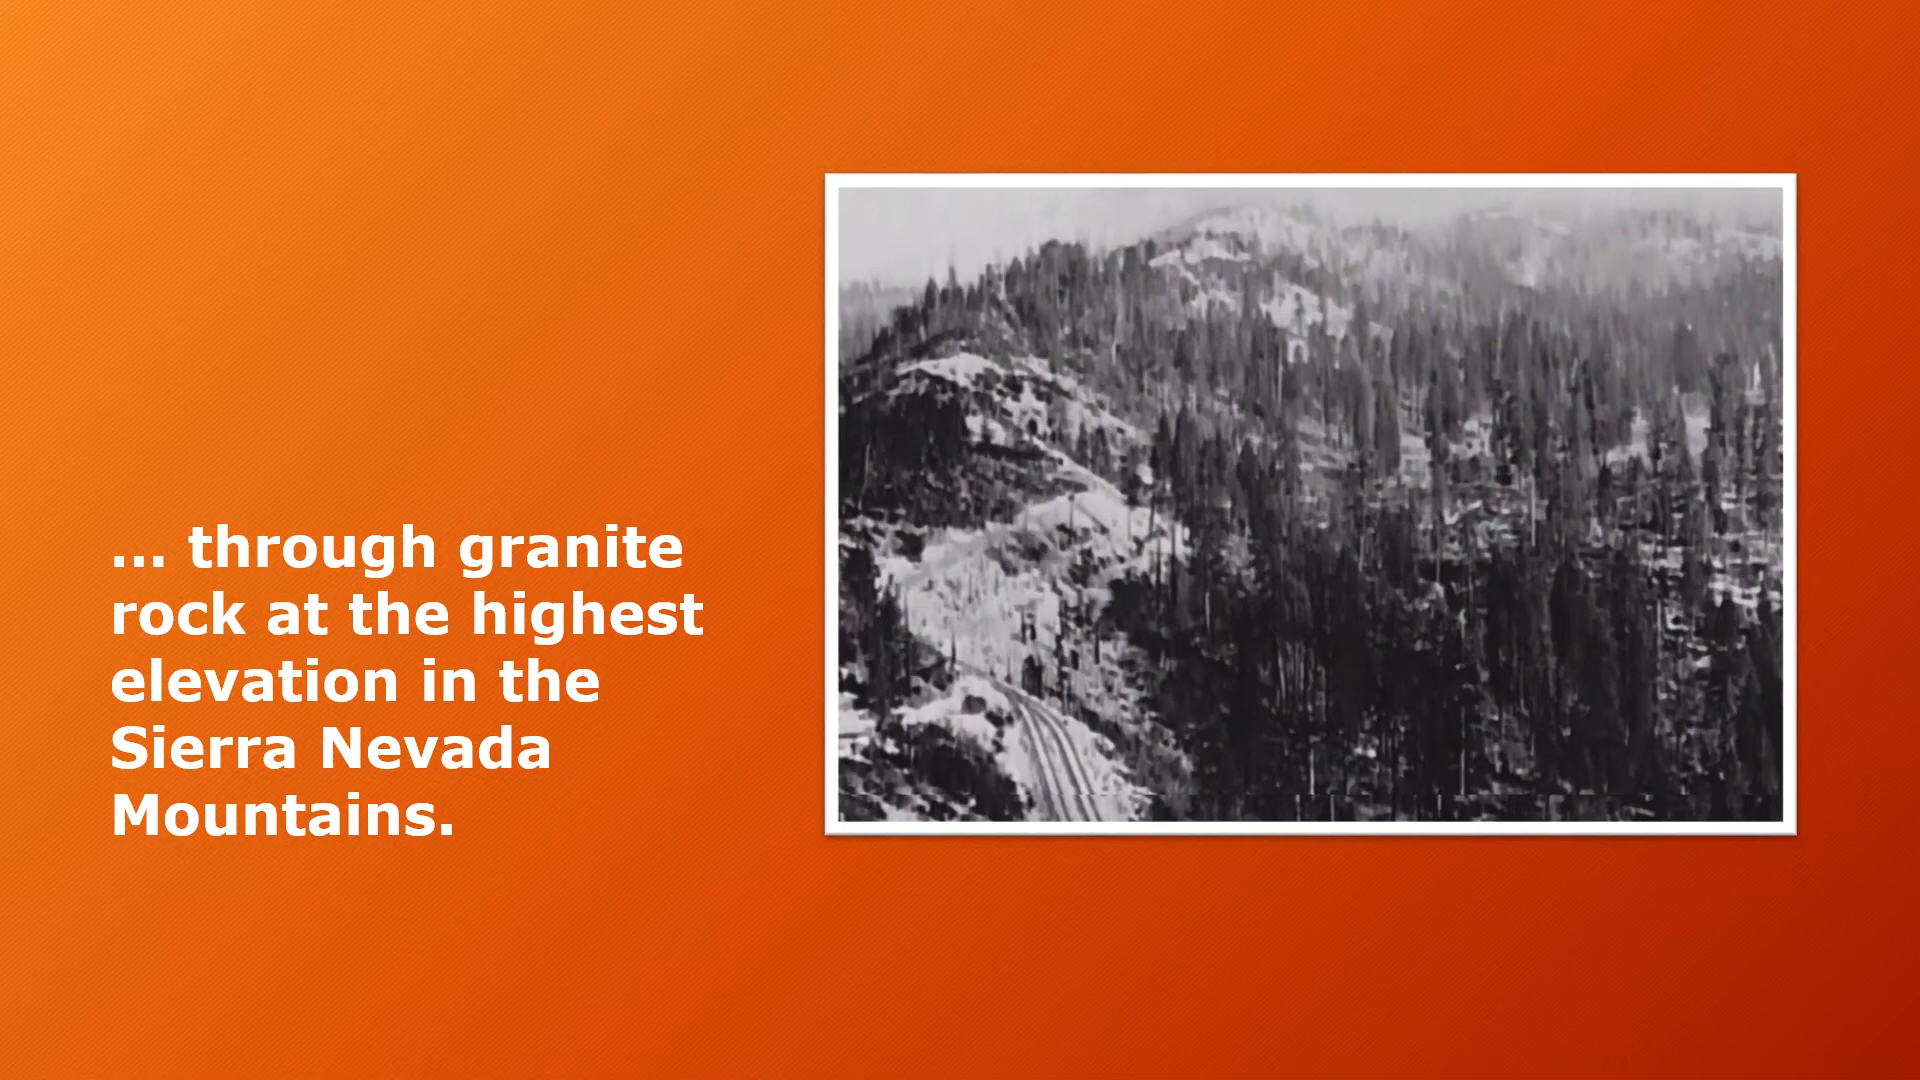 ... through granite
rock at the highest
elevation in the
Sierra Nevada
Mountains.